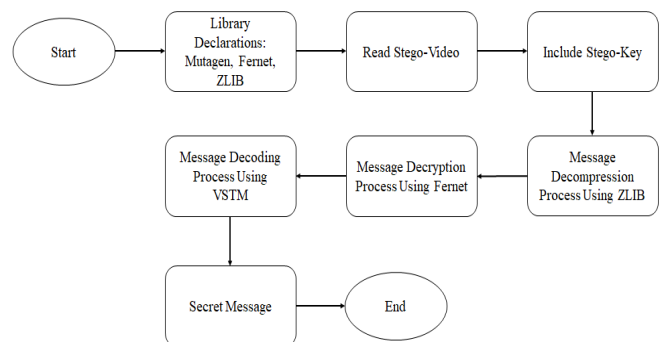 Start
Library
Declarations:
Mutagen, Fernet,
ZLIB
Read Stego-Video
Include Stego-Key
Message
Decompression
Process Using ZLIB
Message Decryption
Process Using Fernet
Message Decoding
Process Using
VSTM
Secret Message
End